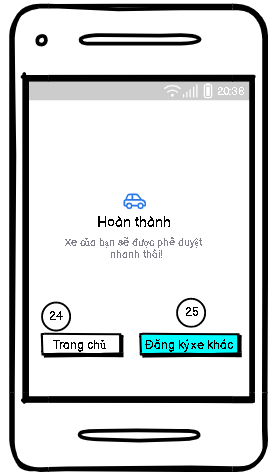 20:38
Hoàn thành
Xe của bạn sẽ được phê duyệt
nhanh thôi!
24
25
Trang chủ
Đăng ký xe khác